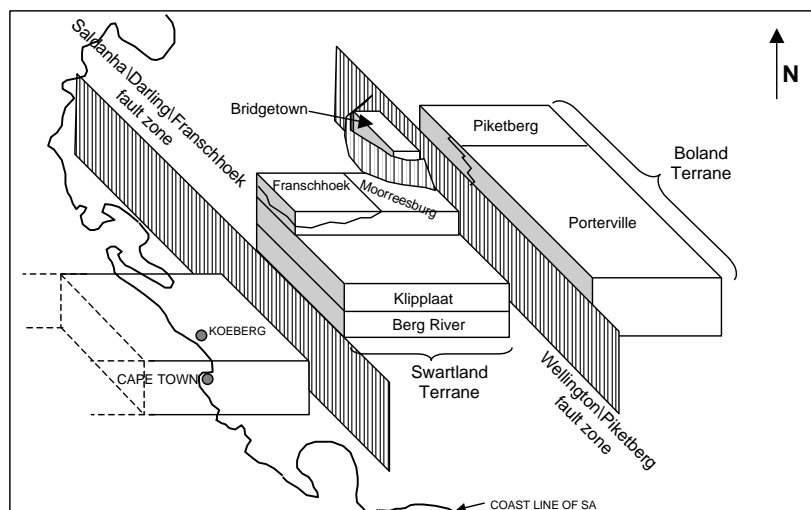 Saldanha\Darling\Franschhoek
fault zone
N
Bridgetown
Piketberg
Boland
Terrane
Franschhoek
Moorreesburg
Porterville
Klipplaat
Berg River
KOEBERG
CAPE TOWN
Swartland
Terrane
Wellington\Piketberg
fault zone
COAST LINE OF SA